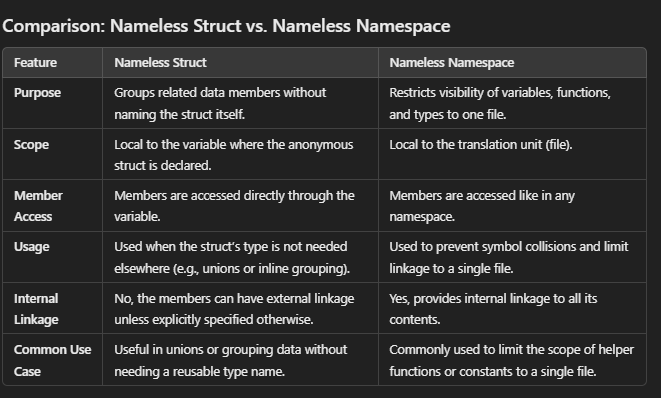 Comparison: Nameless Struct vs. Nameless Namespace
Feature Nameless Struct Nameless Namespace
Purpose Groups related data members without Restricts visibility of variables, functions,
naming the struct itself. and types to one file.
Scope Local to the variable where the anonymous Local to the translation unit (file).
struct is declared.
Member Members are accessed directly through the Members are accessed like in any
Access variable. namespace.
Usage Used when the struct's type is not needed Used to prevent symbol collisions and limit
elsewhere (e.g., unions or inline grouping). linkage to a single file.
Internal No, the members can have external linkage Yes, provides internal linkage to all its
Linkage unless explicitly specified otherwise. contents.
Common Use Useful in unions or grouping data without Commonly used to limit the scope of helper
Case needing a reusable type name. functions or constants to a single file.